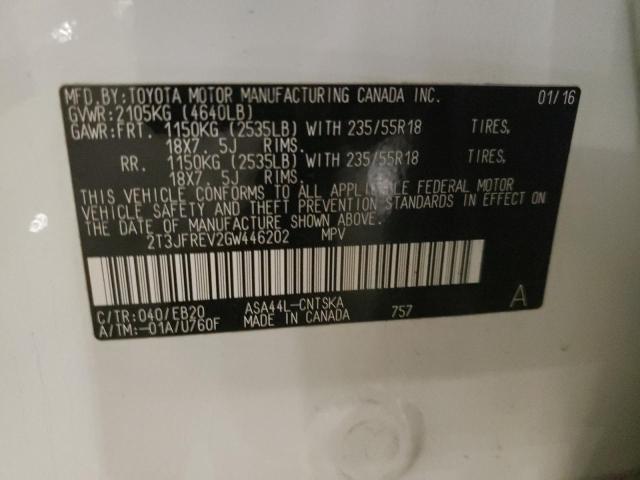 MFD.BY:TOYOTA MOTOR MANUFACTURING CANADA INC. 01/16
GVWR:2105KG (4640LB)
GAWR:FRT. 1150KG (2535LB) WITH 235/55R18 TIRES,
18X7.5J RIMS.
RR. 1150KG (2535LB) WITH 235/55R18 TIRES,
18X7.5J RIMS.
THIS VEHICLE CONFORMS TO ALL APPLICABLE FEDERAL MOTOR
VEHICLE SAFETY AND THEFT PREVENTION STANDARDS IN EFFECT ON
THE DATE OF MANUFACTURE SHOWN ABOVE.
2T3JFREV2GW446202 MPV
C/TR:040/EB20 ASA44L-CNTSKA A
A/TM:-01A/U760F MADE IN CANADA 757